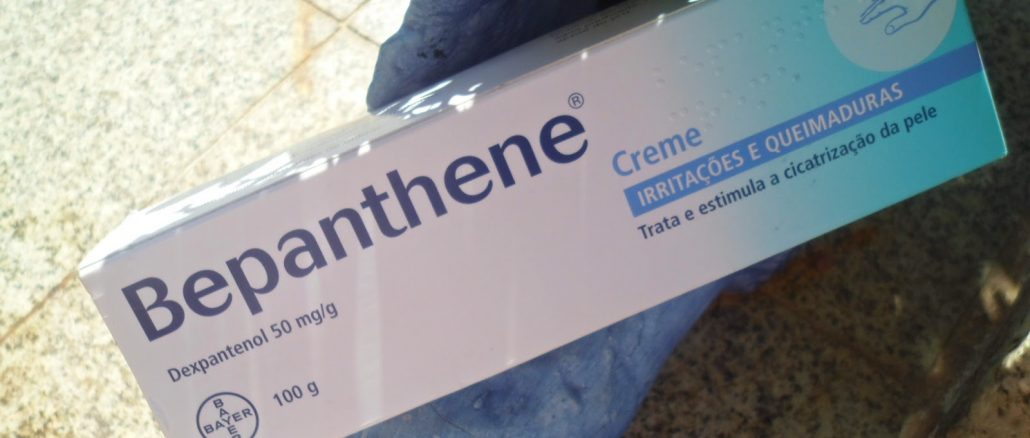 Bepanthene®
Dexpantenol 50 mg/g
100 g
BAYER
Creme
IRRITAÇÕES E QUEIMADURAS
Trata e estimula a cicatrização da pele